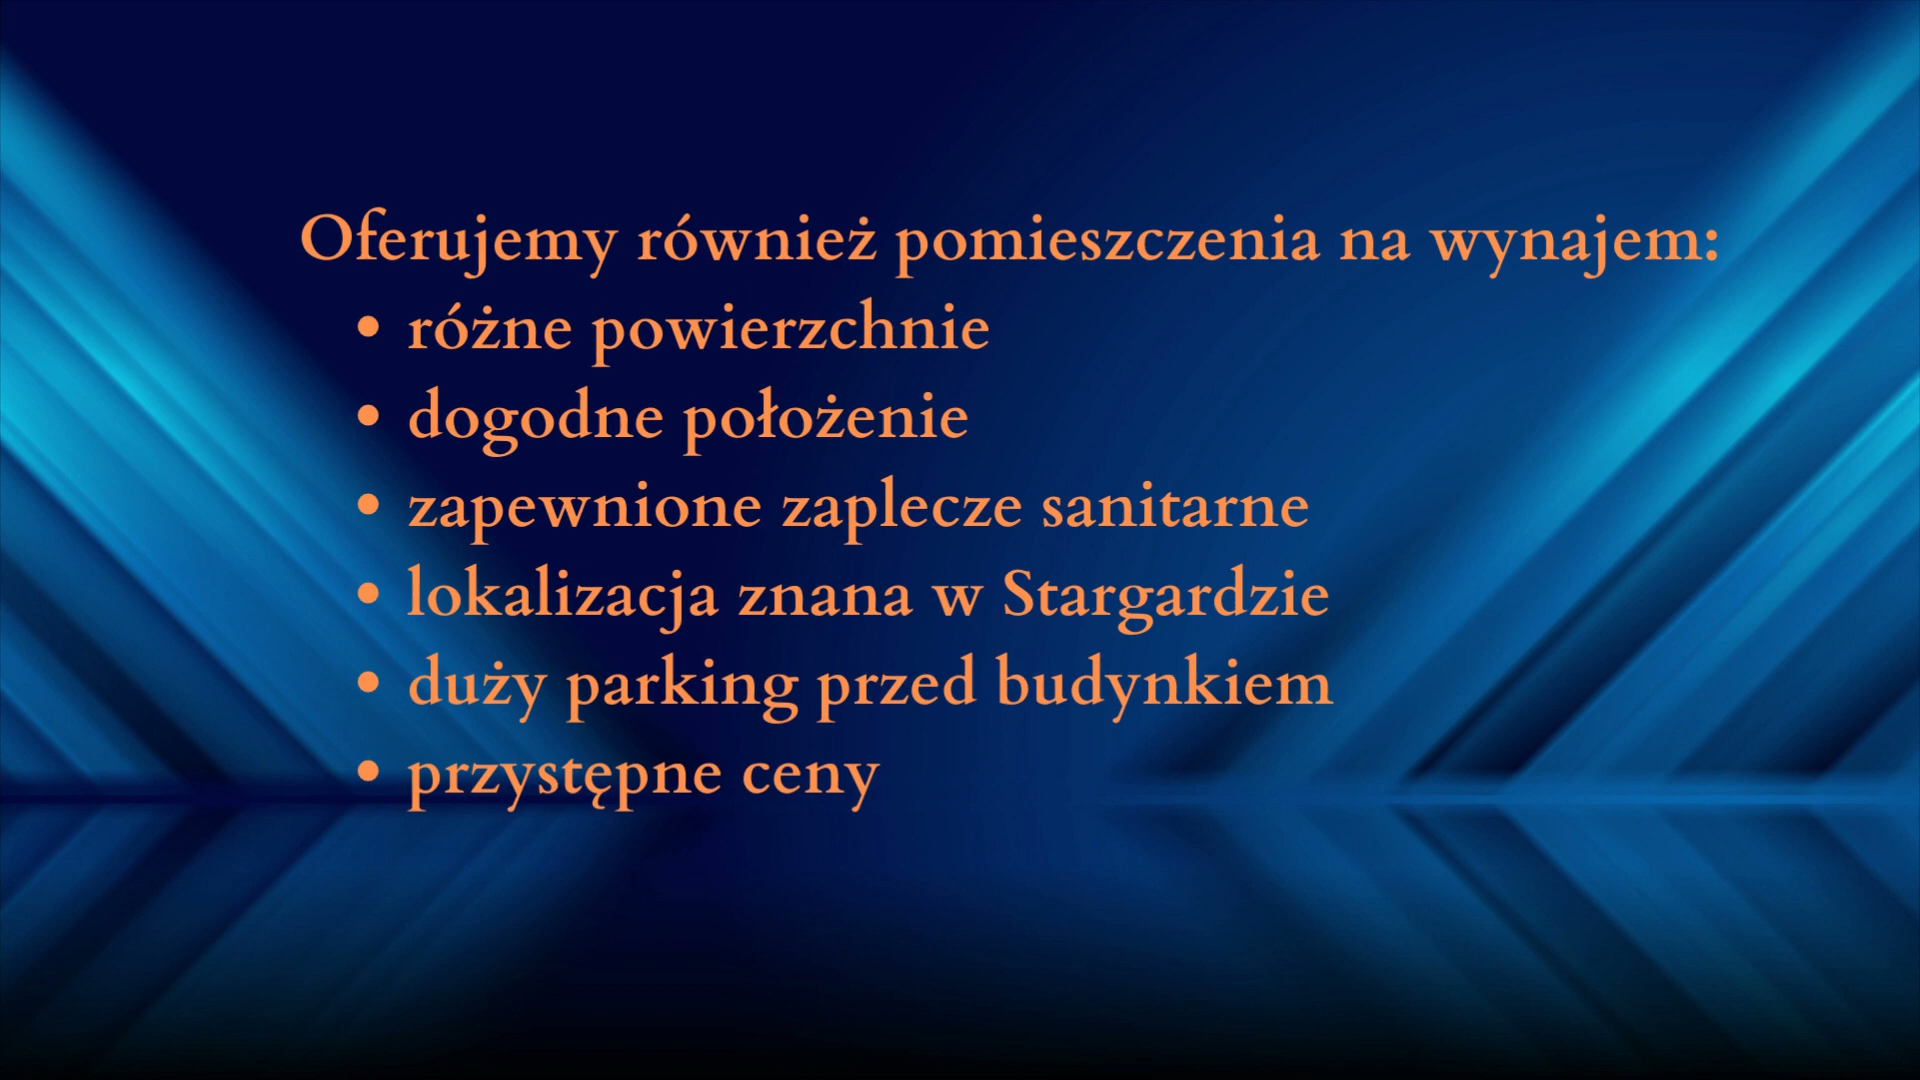 Oferujemy również pomieszczenia na wynajem:
• różne powierzchnie
• dogodne położenie
• zapewnione zaplecze sanitarne
• lokalizacja znana w Stargardzie
• duży parking przed budynkiem
• przystępne ceny